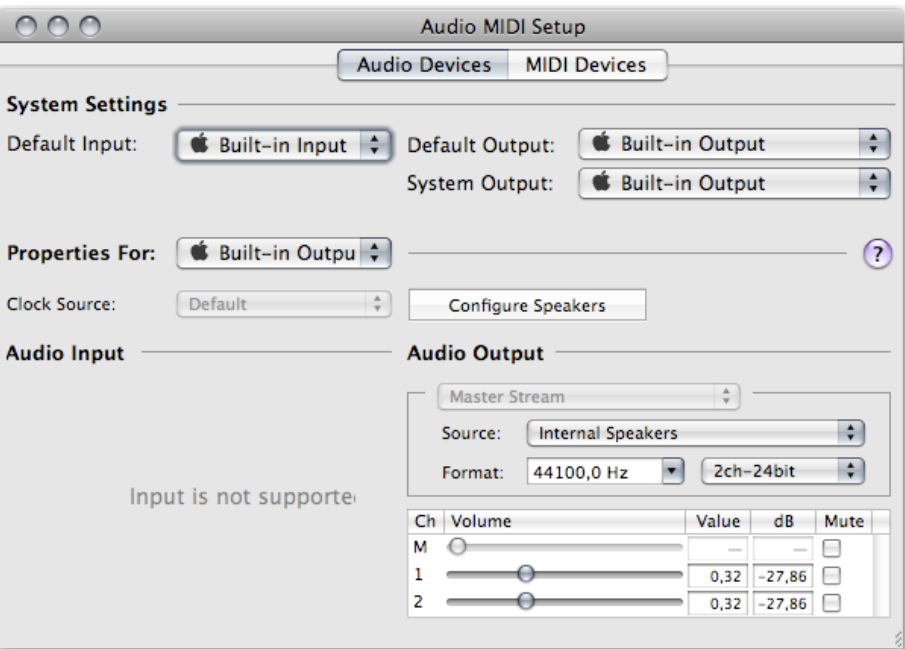 Audio MIDI Setup
Audio Devices MIDI Devices
System Settings
Default Input: Built-in Input Default Output: Built-in Output
System Output: Built-in Output
Properties For: Built-in Outpu ?
Clock Source: Default Configure Speakers
Audio Input Audio Output
Master Stream
Source: Internal Speakers
Format: 44100,0 Hz 2ch-24bit
Input is not supporte
Ch Volume Value dB Mute
M — —
1 0,32 -27,86
2 0,32 -27,86